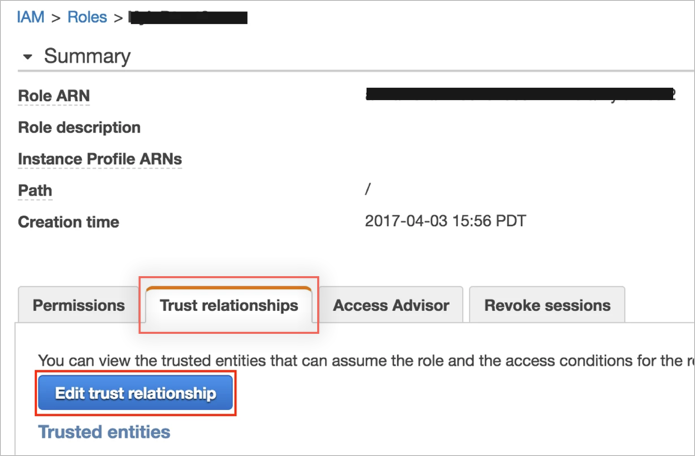 IAM > Roles >
Summary
Role ARN
Role description
Instance Profile ARNs
Path /
Creation time 2017-04-03 15:56 PDT
Permissions Trust relationships Access Advisor Revoke sessions
You can view the trusted entities that can assume the role and the access conditions for the
Edit trust relationship
Trusted entities